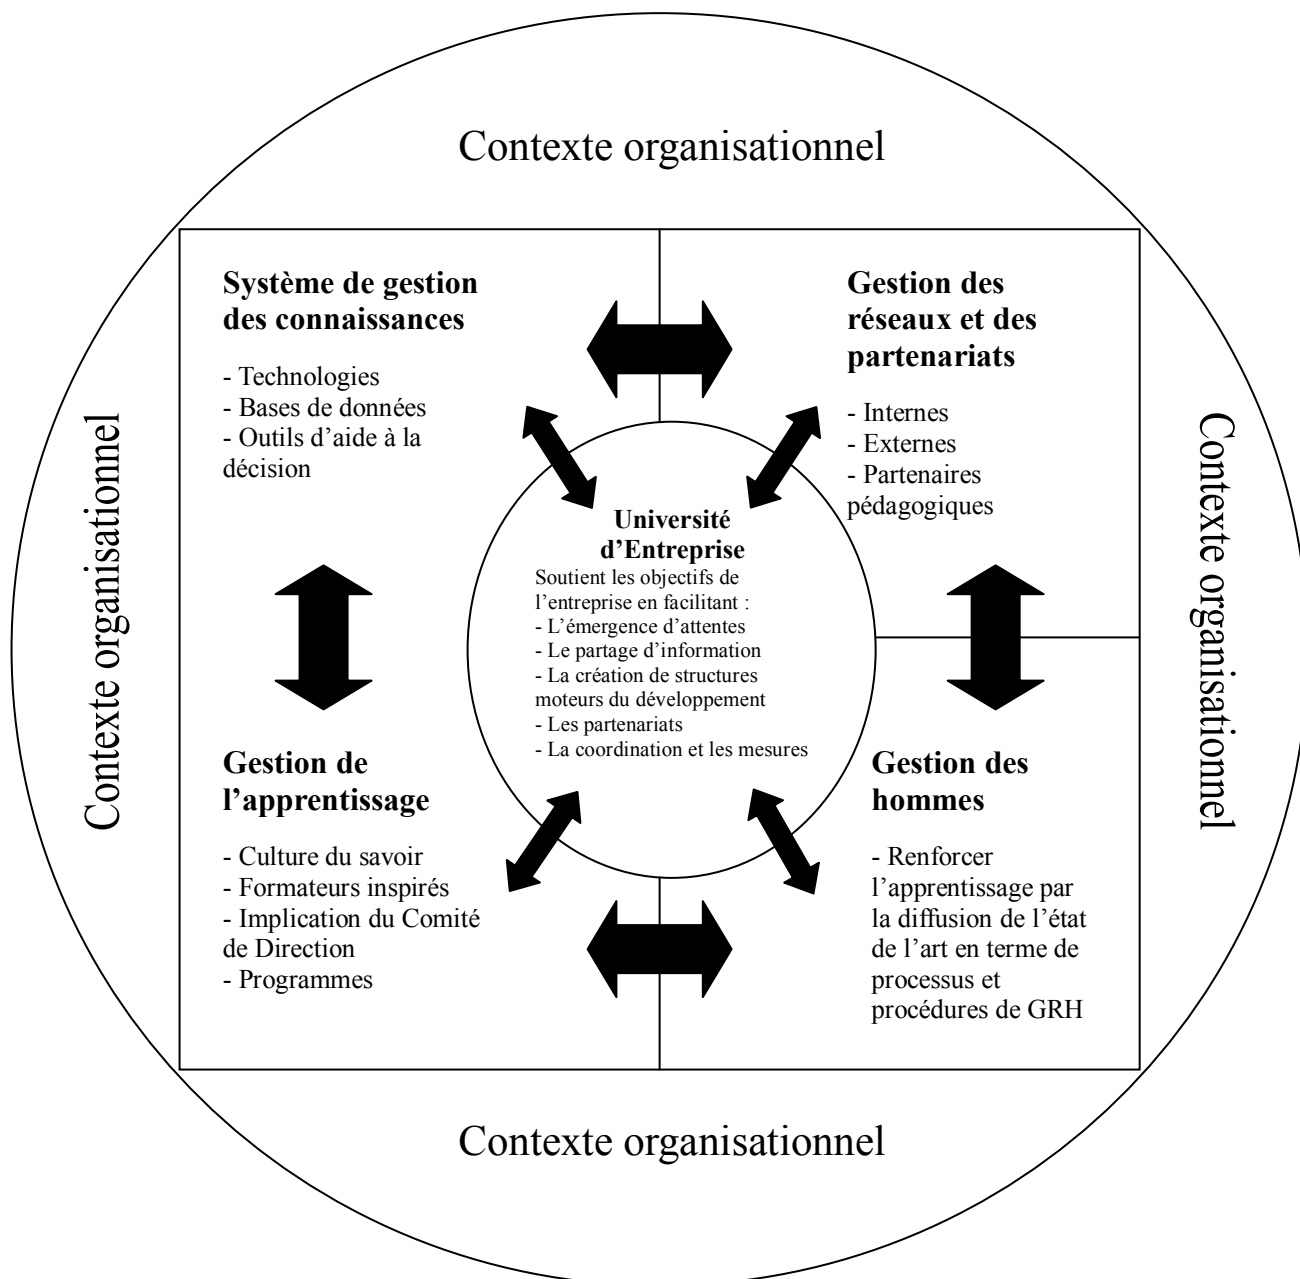 Contexte organisationnel
Système de gestion
des connaissances
- Technologies
- Bases de données
- Outils d’aide à la
décision
Gestion des
réseaux et des
partenariats
- Internes
- Externes
- Partenaires
pédagogiques
Contexte organisationnel
Contexte organisationnel
Université
d’Entreprise
Soutient les objectifs de
l’entreprise en facilitant :
- L’émergence d’attentes
- Le partage d’information
- La création de structures
moteurs du développement
- Les partenariats
- La coordination et les mesures
Gestion de
l’apprentissage
- Culture du savoir
- Formateurs inspirés
- Implication du Comité
de Direction
- Programmes
Gestion des
hommes
- Renforcer
l’apprentissage par
la diffusion de l’état
de l’art en terme de
processus et
procédures de GRH
Contexte organisationnel